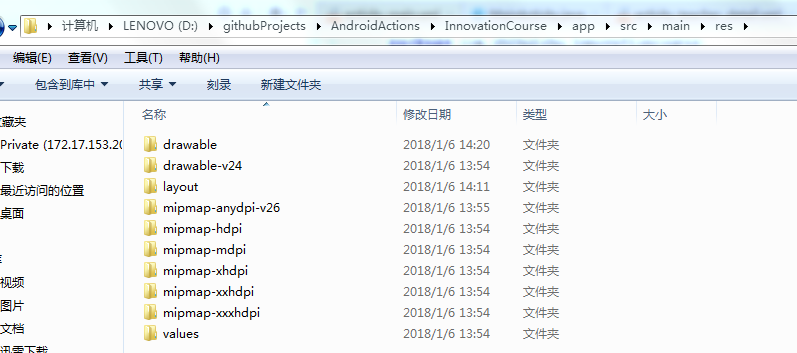 计算机 LENOVO (D:) githubProjects AndroidActions InnovationCourse app src main res
编辑(E) 查看(V) 工具(T) 帮助(H)
包含到库中 共享 刻录 新建文件夹
名称 修改日期 类型 大小
drawable 2018/1/6 14:20 文件夹
drawable-v24 2018/1/6 13:54 文件夹
layout 2018/1/6 14:11 文件夹
mipmap-anydpi-v26 2018/1/6 13:55 文件夹
mipmap-hdpi 2018/1/6 13:54 文件夹
mipmap-mdpi 2018/1/6 13:54 文件夹
mipmap-xhdpi 2018/1/6 13:54 文件夹
mipmap-xxhdpi 2018/1/6 13:54 文件夹
mipmap-xxxhdpi 2018/1/6 13:54 文件夹
values 2018/1/6 13:54 文件夹
藏夹
Private (172.17.153.20
下载
最近访问的位置
桌面
视频
图片
文档
迅雷下载